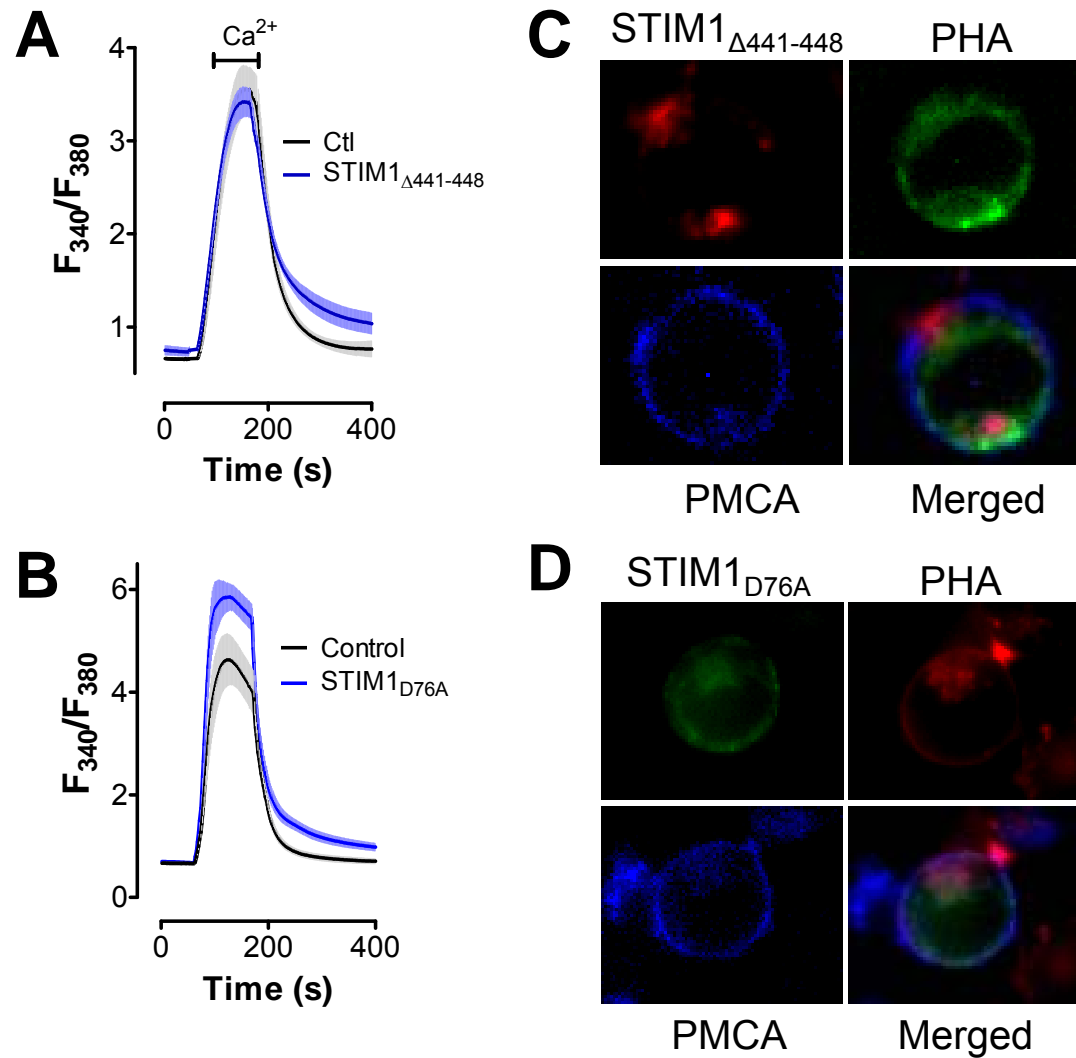 A
Ca2+
4
3
2
1
F340/F380
Ctl
STIM1Δ441-448
0 200 400
Time (s)
B
6
4
2
0
F340/F380
Control
STIM1D76A
0 200 400
Time (s)
C
STIM1Δ441-448 PHA
PMCA Merged
D
STIM1D76A PHA
PMCA Merged